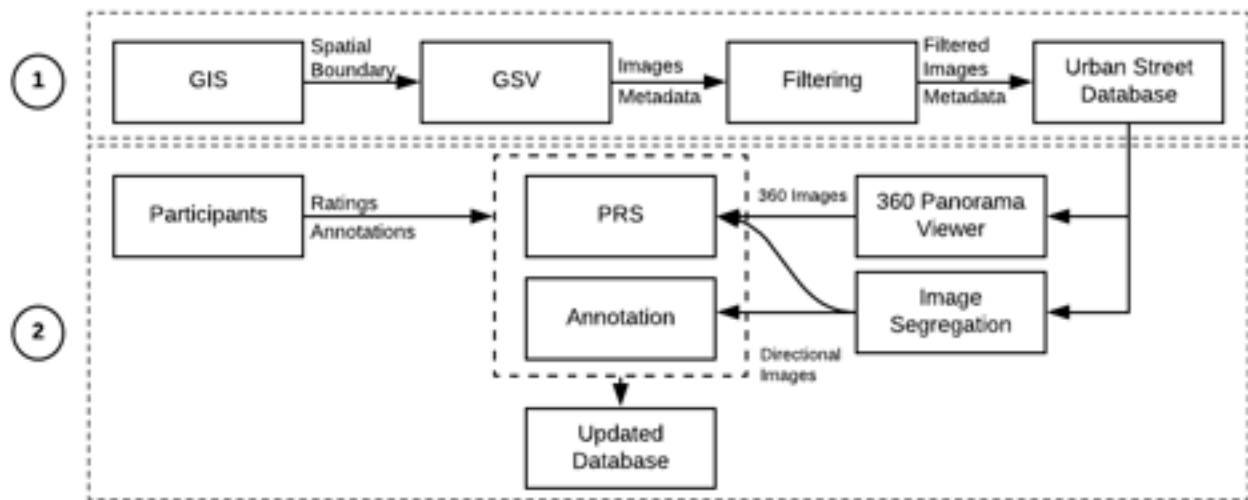 1
GIS
Spatial
Boundary
GSV
Images
Metadata
Filtering
Filtered
Images
Metadata
Urban Street
Database
2
Participants
Ratings
Annotations
PRS
360 Images
360 Panorama
Viewer
Annotation
Image
Segregation
Directional
Images
Updated
Database